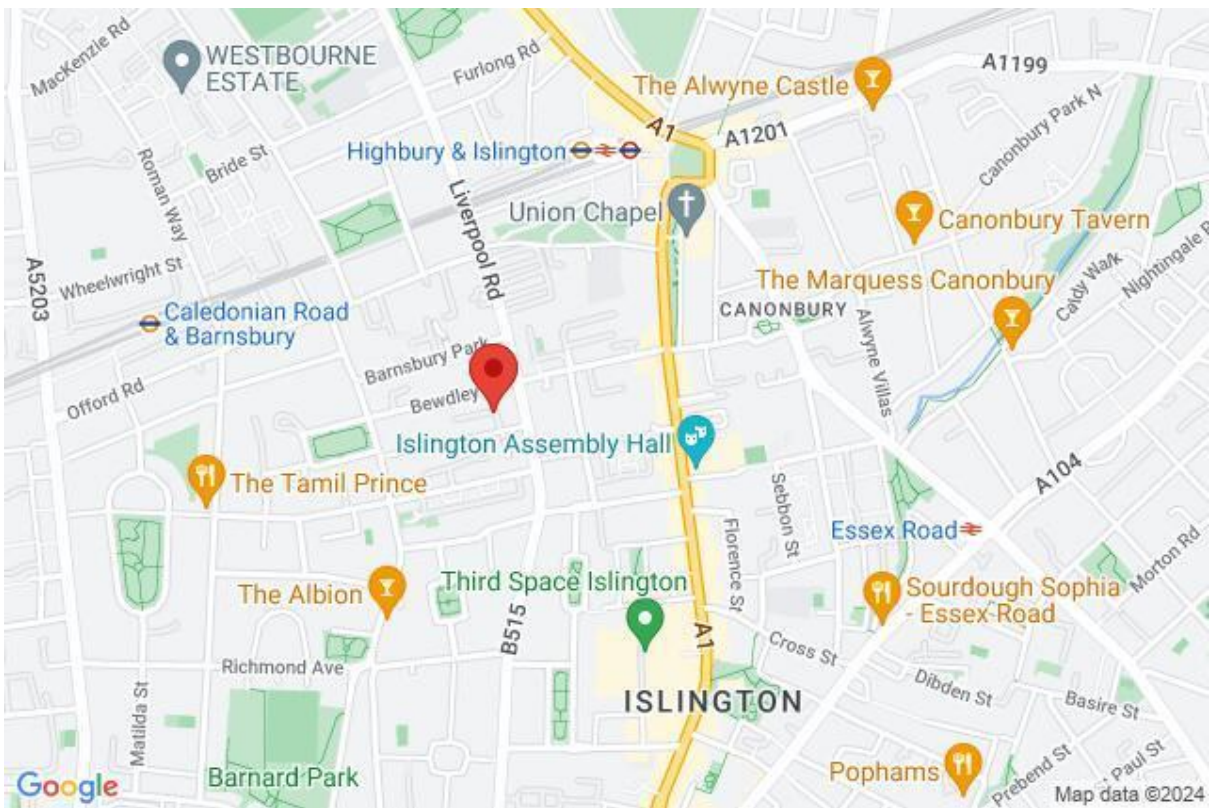 MacKenzie Rd
WESTBOURNE
ESTATE
Furlong Rd
A1199
The Alwyne Castle
A1
A1201
Canonbury Park N
Highbury & Islington
Bride St
Roman Way
Liverpool Rd
Union Chapel
Canonbury Tavern
A5203
Wheelwright St
The Marquess Canonbury
Caldy Walk
Nightingale R
Caledonian Road
& Barnsbury
CANONBURY
Alwyne Villas
Barnsbury Park
Offord Rd
Bewdley
Islington Assembly Hall
The Tamil Prince
Sebbon St
A104
Florence St
Essex Road
Morton Rd
Third Space Islington
The Albion
Sourdough Sophia
- Essex Road
B515
A1
Cross St
Richmond Ave
Dibden St
Basire St
ISLINGTON
Matilda St
Barnard Park
Pophams
Prebend St
Paul St
Google
Map data ©2024